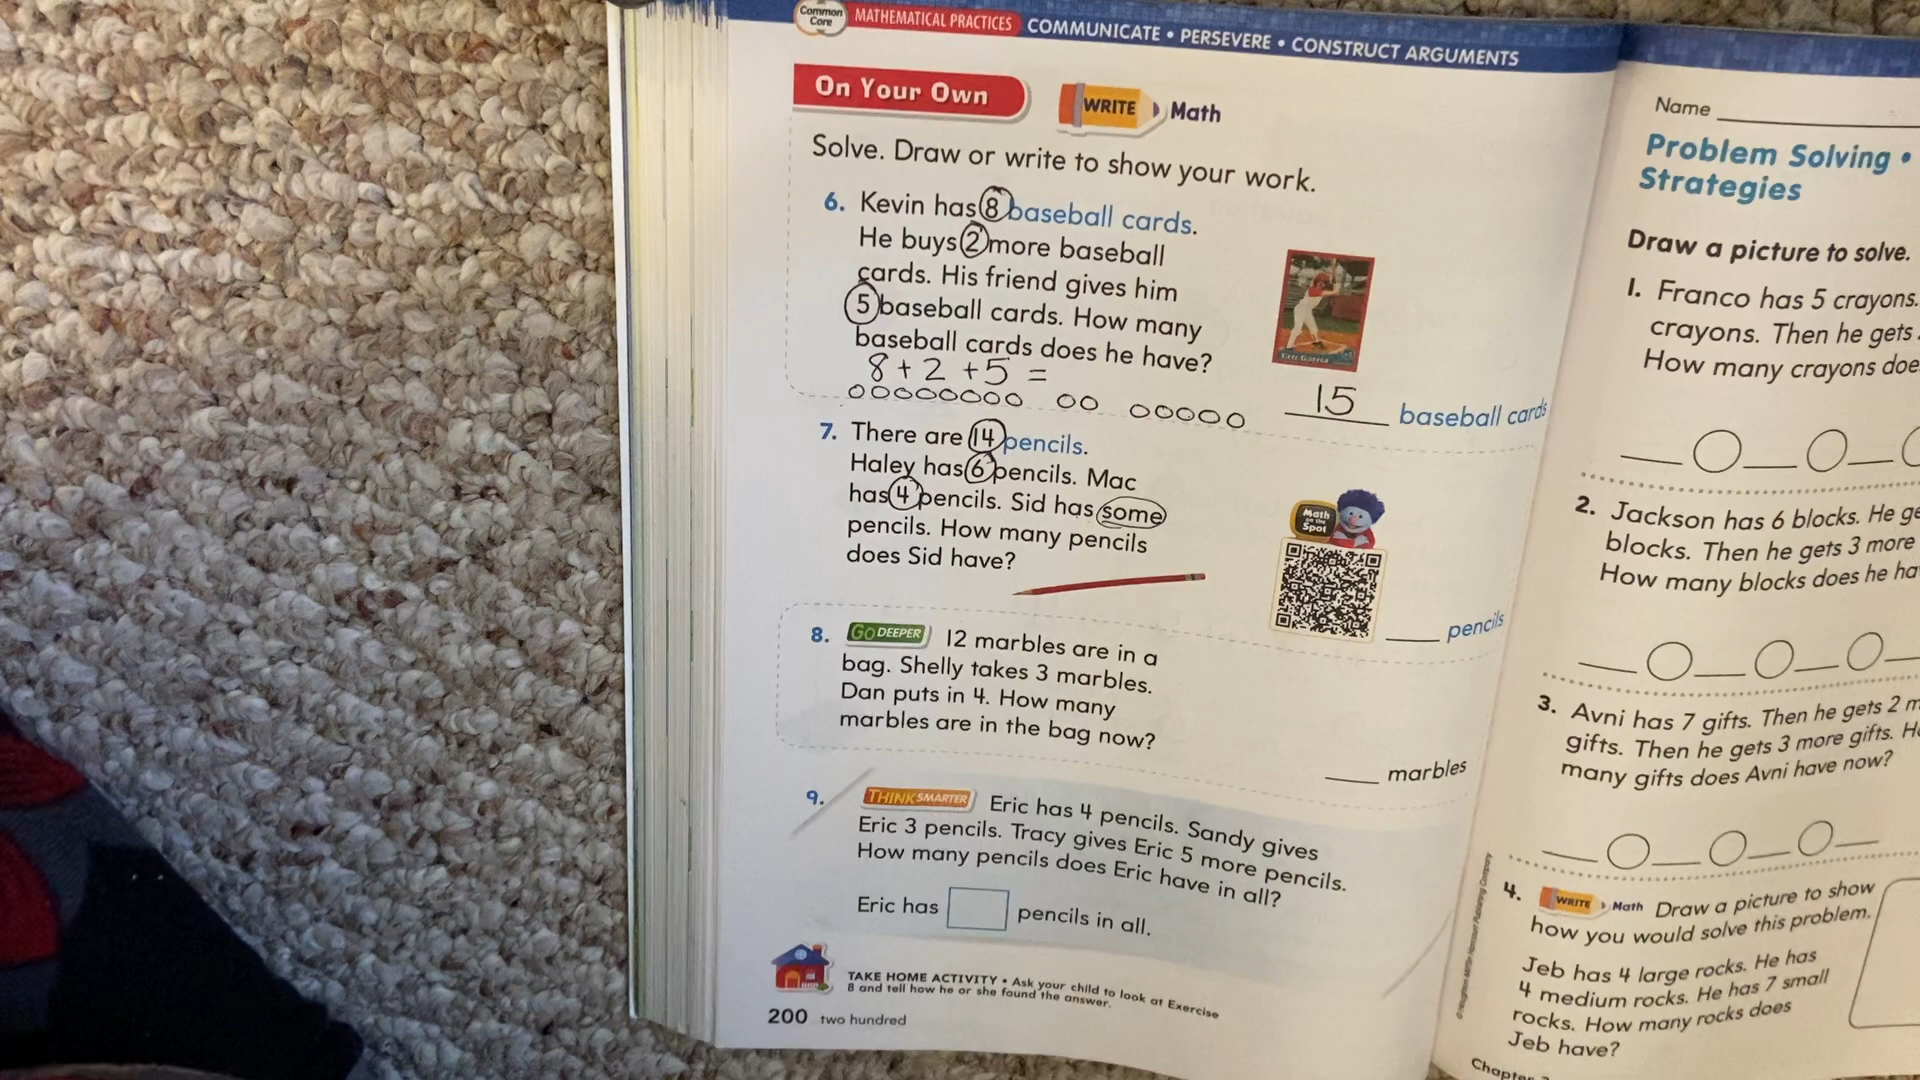 Common Core MATHEMATICAL PRACTICES COMMUNICATE • PERSEVERE • CONSTRUCT ARGUMENTS
On Your Own WRITE Math
Solve. Draw or write to show your work.
6. Kevin has 8 baseball cards.
He buys 2 more baseball
cards. His friend gives him
5 baseball cards. How many
baseball cards does he have?
8 + 2 + 5 =
15 baseball cards
7. There are 14 pencils.
Haley has 6 pencils. Mac
has 4 pencils. Sid has some
pencils. How many pencils
does Sid have?
Math on the Spot
pencils
8. GO DEEPER 12 marbles are in a
bag. Shelly takes 3 marbles.
Dan puts in 4. How many
marbles are in the bag now?
marbles
9. THINK SMARTER Eric has 4 pencils. Sandy gives
Eric 3 pencils. Tracy gives Eric 5 more pencils.
How many pencils does Eric have in all?
Eric has pencils in all.
TAKE HOME ACTIVITY • Ask your child to look at Exercise
8 and tell how he or she found the answer.
200 two hundred
Name
Problem Solving •
Strategies
Draw a picture to solve.
1. Franco has 5 crayons.
crayons. Then he gets
How many crayons
2. Jackson has 6 blocks. He
blocks. Then he gets 3 more
How many blocks does he
3. Avni has 7 gifts. Then he gets 2
gifts. Then he gets 3 more gifts.
many gifts does Avni have now?
4. WRITE Math Draw a picture to show
how you would solve this problem.
Jeb has 4 large rocks. He has
4 medium rocks. He has 7 small
rocks. How many rocks does
Jeb have?
© Houghton Mifflin Harcourt Publishing Company
Chapter